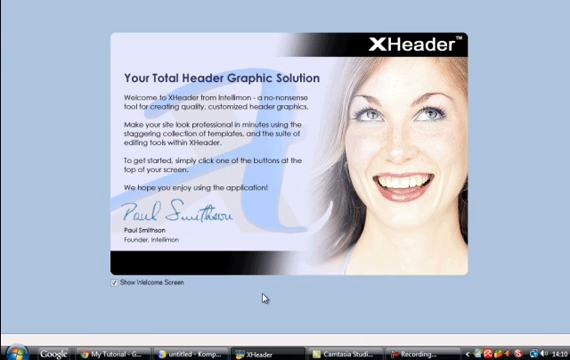 XHeader™
Your Total Header Graphic Solution
Welcome to XHeader from Intellimon - a no-nonsense
tool for creating quality, customized header graphics.
Make your site look professional in minutes using the
staggering collection of templates, and the suite of
editing tools within XHeader.
To get started, simply click one of the buttons at the
top of your screen.
We hope you enjoy using the application!
Paul Smithson
Paul Smithson
Founder, Intellimon
Show Welcome Screen
Google My Tutorial - G... untitled - Komp... XHeader Camtasia Studi... Recording... 14:10